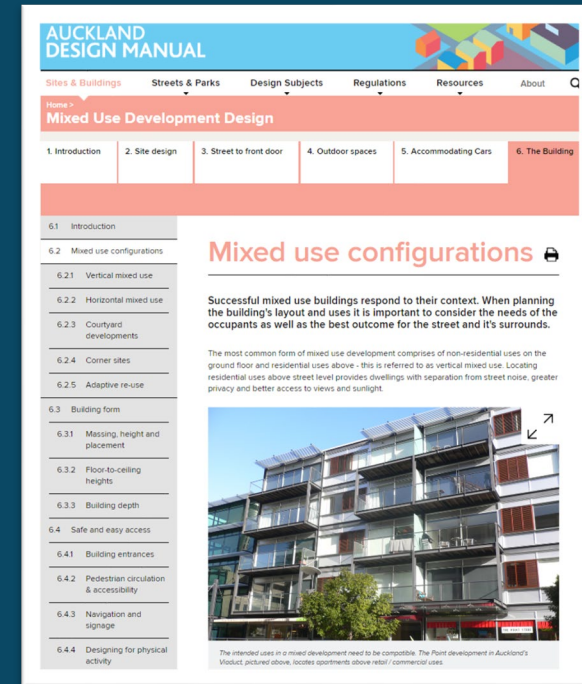 AUCKLAND
DESIGN MANUAL
Sites & Buildings Streets & Parks Design Subjects Regulations Resources About
Home >
Mixed Use Development Design
1. Introduction 2. Site design 3. Street to front door 4. Outdoor spaces 5. Accommodating Cars 6. The Building
6.1 Introduction
6.2 Mixed use configurations
6.2.1 Vertical mixed use
6.2.2 Horizontal mixed use
6.2.3 Courtyard
developments
6.2.4 Corner sites
6.2.5 Adaptive re-use
6.3 Building form
6.3.1 Massing, height and
placement
6.3.2 Floor-to-ceiling
heights
6.3.3 Building depth
6.4 Safe and easy access
6.4.1 Building entrances
6.4.2 Pedestrian circulation
& accessibility
6.4.3 Navigation and
signage
6.4.4 Designing for physical
activity
Mixed use configurations
Successful mixed use buildings respond to their context. When planning
the building's layout and uses it is important to consider the needs of the
occupants as well as the best outcome for the street and it's surrounds.
The most common form of mixed use development comprises of non-residential uses on the
ground floor and residential uses above - this is referred to as vertical mixed use. Locating
residential uses above street level provides dwellings with separation from street noise, greater
privacy and better access to views and sunlight.
The intended uses in a mixed development need to be compatible. The Point development in Auckland's
Viaduct, pictured above, locates apartments above retail / commercial uses.